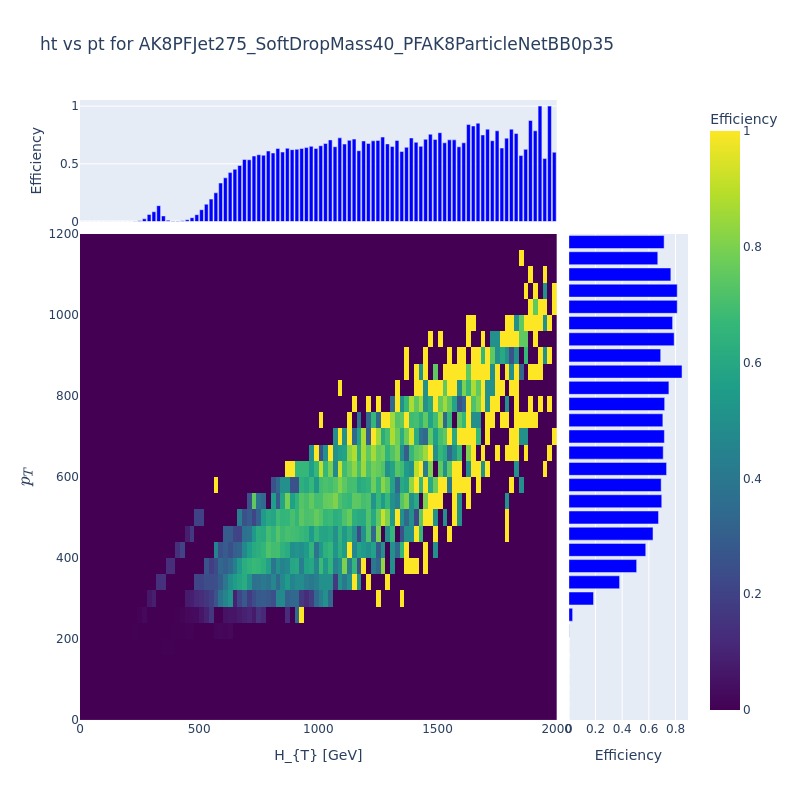 ht vs pt for AK8PFJet275_SoftDropMass40_PFAK8ParticleNetBB0p35
Efficiency
1
0.5
0
Efficiency
1
0.8
0.6
0.4
0.2
0
1200
1000
800
600
400
200
0
p_T
0 500 1000 1500 2000
H_{T} [GeV]
0 0.2 0.4 0.6 0.8
Efficiency